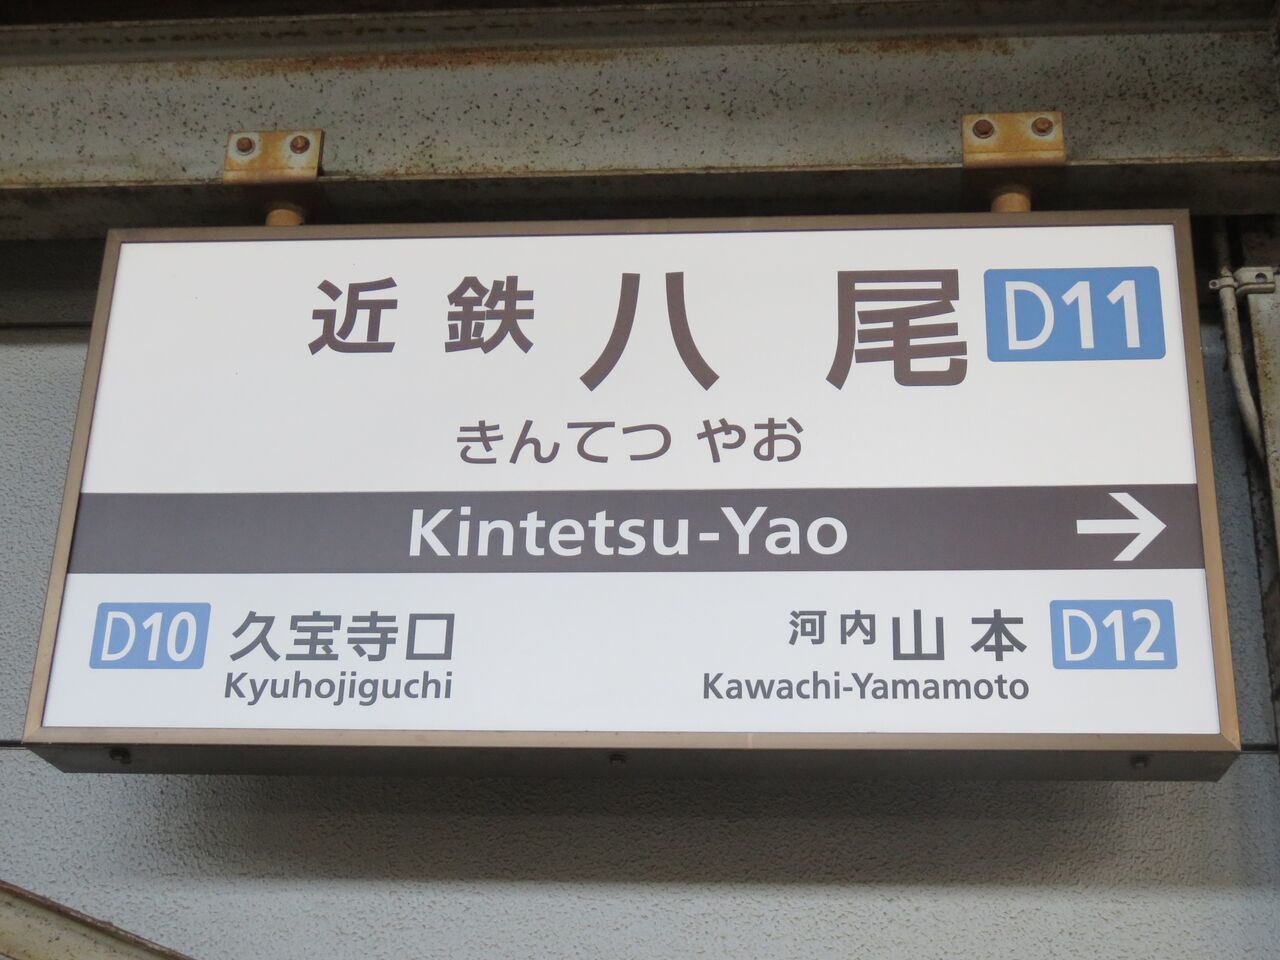 近鉄八尾 D11
きんてつ やお
Kintetsu-Yao →
D10 久宝寺口
Kyuhojiguchi
河内山本 D12
Kawachi-Yamamoto